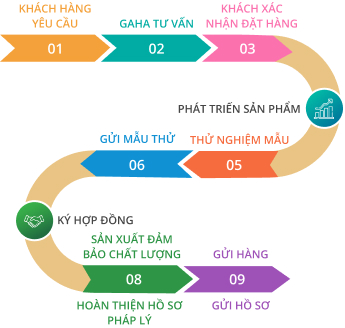 KHÁCH HÀNG
YÊU CẦU
01
GAHA TƯ VẤN
02
KHÁCH XÁC
NHẬN ĐẶT HÀNG
03
PHÁT TRIỂN SẢN PHẨM
GỬI MẪU THỬ
06
THỬ NGHIỆM MẪU
05
KÝ HỢP ĐỒNG
SẢN XUẤT ĐẢM
BẢO CHẤT LƯỢNG
08
HOÀN THIỆN HỒ SƠ
PHÁP LÝ
GỬI HÀNG
09
GỬI HỒ SƠ